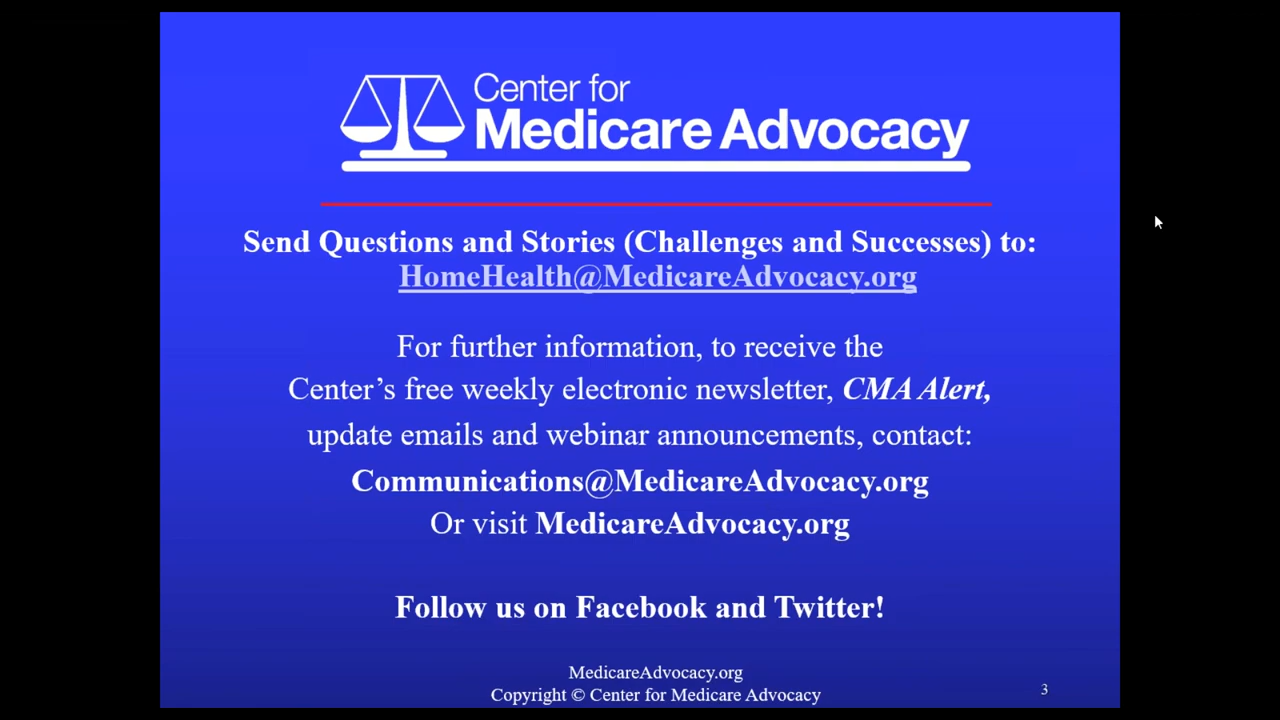 Center for
Medicare Advocacy
Send Questions and Stories (Challenges and Successes) to:
HomeHealth@MedicareAdvocacy.org
For further information, to receive the
Center’s free weekly electronic newsletter, CMA Alert,
update emails and webinar announcements, contact:
Communications@MedicareAdvocacy.org
Or visit MedicareAdvocacy.org
Follow us on Facebook and Twitter!
MedicareAdvocacy.org
Copyright © Center for Medicare Advocacy
3